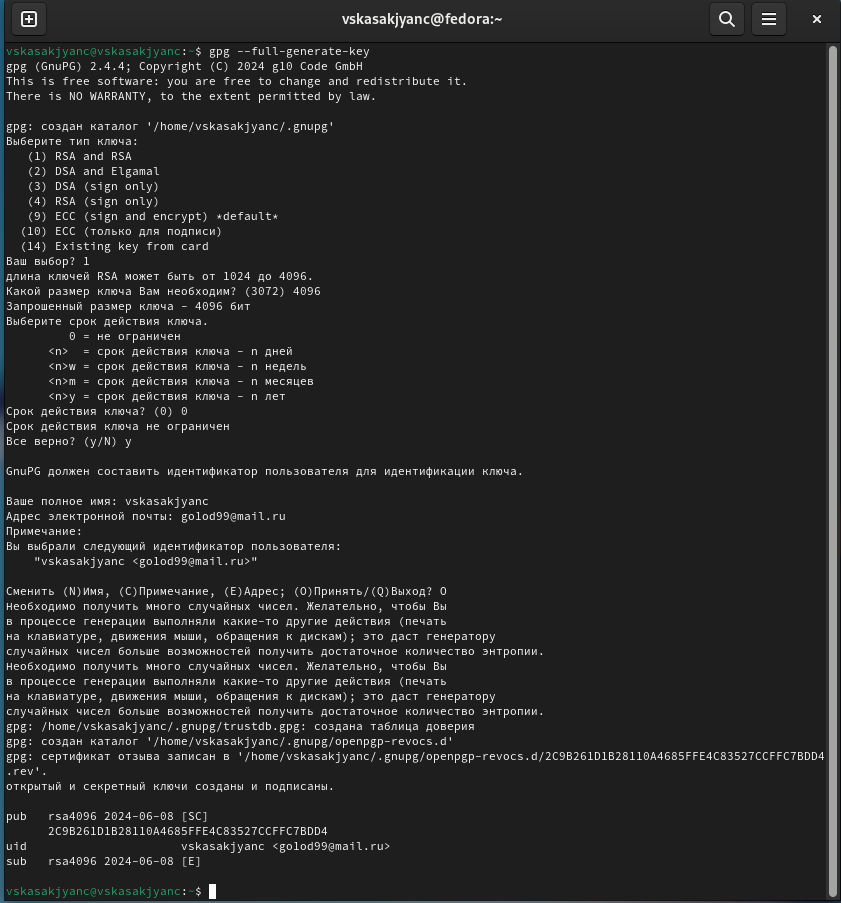 vskasakjyanc@fedora:~
vskasakjyanc@vskasakjyanc:~$ gpg --full-generate-key
gpg (GnuPG) 2.4.4; Copyright (C) 2024 g10 Code GmbH
This is free software: you are free to change and redistribute it.
There is NO WARRANTY, to the extent permitted by law.
gpg: создан каталог '/home/vskasakjyanc/.gnupg'
Выберите тип ключа:
   (1) RSA and RSA
   (2) DSA and Elgamal
   (3) DSA (sign only)
   (4) RSA (sign only)
   (9) ECC (sign and encrypt) *default*
  (10) ECC (только для подписи)
  (14) Existing key from card
Ваш выбор? 1
длина ключей RSA может быть от 1024 до 4096.
Какой размер ключа Вам необходим? (3072) 4096
Запрошенный размер ключа - 4096 бит
Выберите срок действия ключа.
         0 = не ограничен
      <n>  = срок действия ключа - n дней
      <n>w = срок действия ключа - n недель
      <n>m = срок действия ключа - n месяцев
      <n>y = срок действия ключа - n лет
Срок действия ключа? (0) 0
Срок действия ключа не ограничен
Все верно? (y/N) y
GnuPG должен составить идентификатор пользователя для идентификации ключа.
Ваше полное имя: vskasakjyanc
Адрес электронной почты: golod99@mail.ru
Примечание:
Вы выбрали следующий идентификатор пользователя:
    "vskasakjyanc <golod99@mail.ru>"
Сменить (N)Имя, (C)Примечание, (E)Адрес; (O)Принять/(Q)Выход? O
Необходимо получить много случайных чисел. Желательно, чтобы Вы
в процессе генерации выполняли какие-то другие действия (печать
на клавиатуре, движения мыши, обращения к дискам); это даст генератору
случайных чисел больше возможностей получить достаточное количество энтропии.
Необходимо получить много случайных чисел. Желательно, чтобы Вы
в процессе генерации выполняли какие-то другие действия (печать
на клавиатуре, движения мыши, обращения к дискам); это даст генератору
случайных чисел больше возможностей получить достаточное количество энтропии.
gpg: /home/vskasakjyanc/.gnupg/trustdb.gpg: создана таблица доверия
gpg: создан каталог '/home/vskasakjyanc/.gnupg/openpgp-revocs.d'
gpg: сертификат отзыва записан в '/home/vskasakjyanc/.gnupg/openpgp-revocs.d/2C9B261D1B28110A4685FFE4C83527CCFFC7BDD4
.rev'.
открытый и секретный ключи созданы и подписаны.
pub   rsa4096 2024-06-08 [SC]
      2C9B261D1B28110A4685FFE4C83527CCFFC7BDD4
uid                      vskasakjyanc <golod99@mail.ru>
sub   rsa4096 2024-06-08 [E]
vskasakjyanc@vskasakjyanc:~$